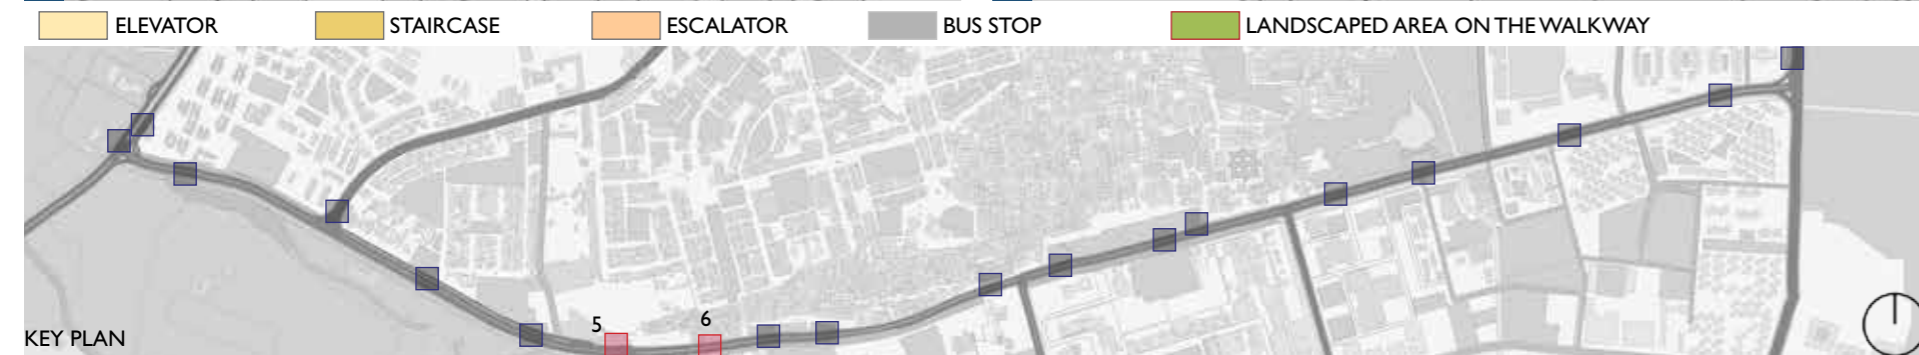 ELEVATOR STAIRCASE ESCALATOR BUS STOP LANDSCAPED AREA ON THE WALKWAY
5 6
KEY PLAN